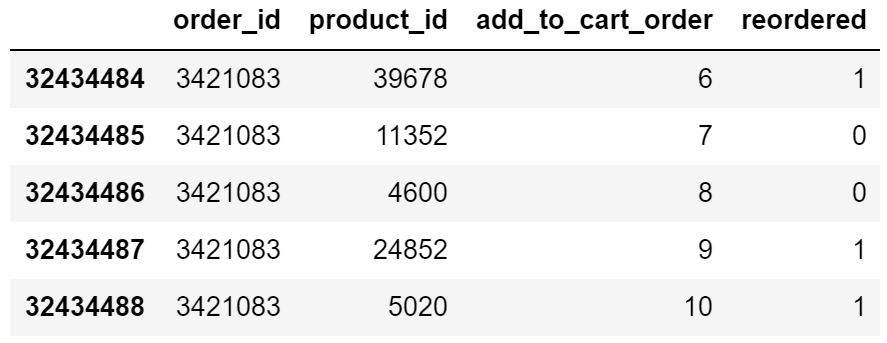 order_id product_id add_to_cart_order reordered
32434484 3421083 39678 6 1
32434485 3421083 11352 7 0
32434486 3421083 4600 8 0
32434487 3421083 24852 9 1
32434488 3421083 5020 10 1